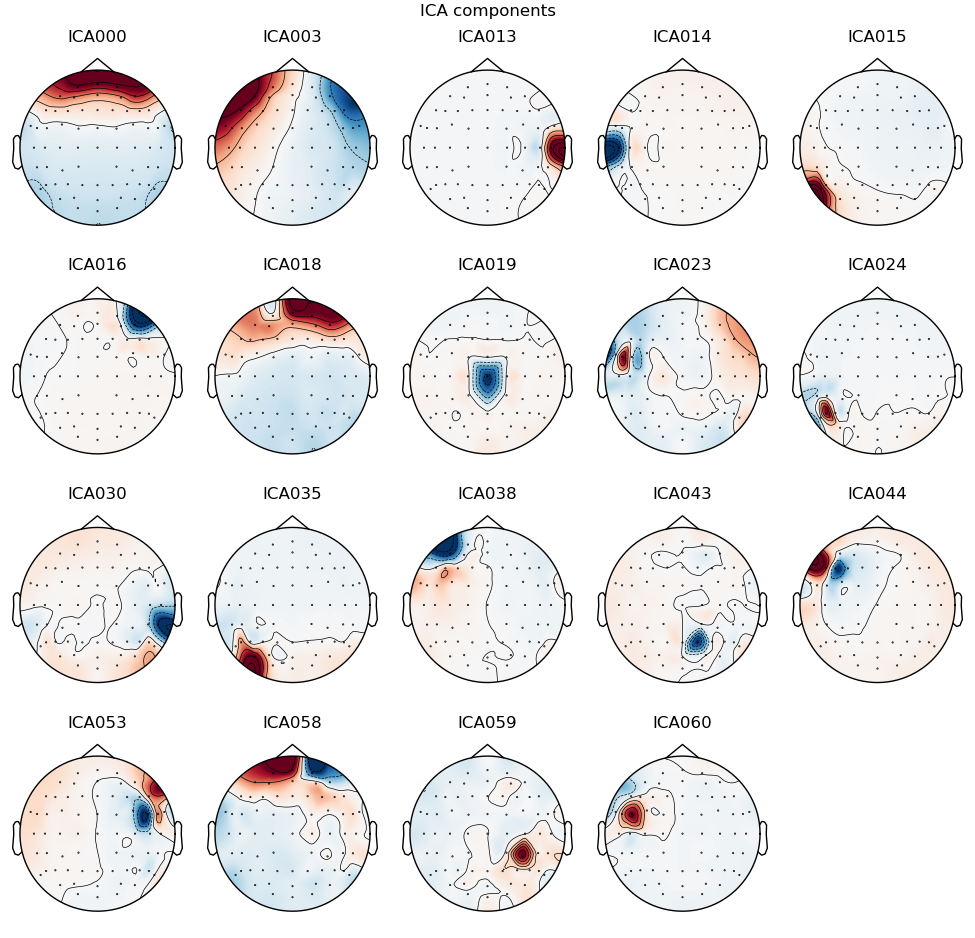 ICA components
ICA000 ICA003 ICA013 ICA014 ICA015
ICA016 ICA018 ICA019 ICA023 ICA024
ICA030 ICA035 ICA038 ICA043 ICA044
ICA053 ICA058 ICA059 ICA060